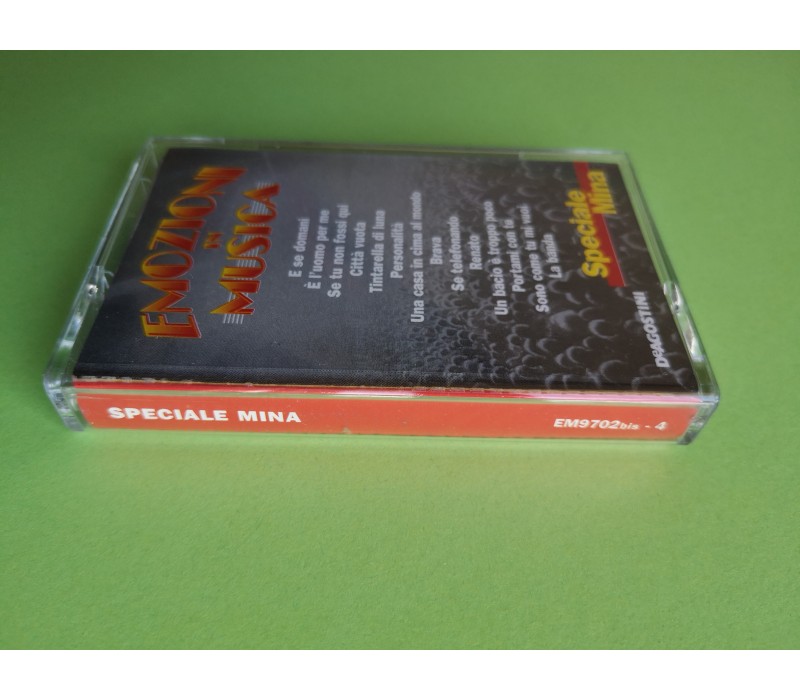 EMOZIONI
IN
MUSICA
E se domani
È l'uomo per me
Se tu non fossi qui
Città vuota
Tintarella di luna
Personalità
Una casa in cima al mondo
Brava
Se telefonando
Renato
Un bacio è troppo poco
Portami con te
Sono come tu mi vuoi
La banda
Speciale
Mina
DeAGOSTINI
SPECIALE MINA
EM9702bis - 4